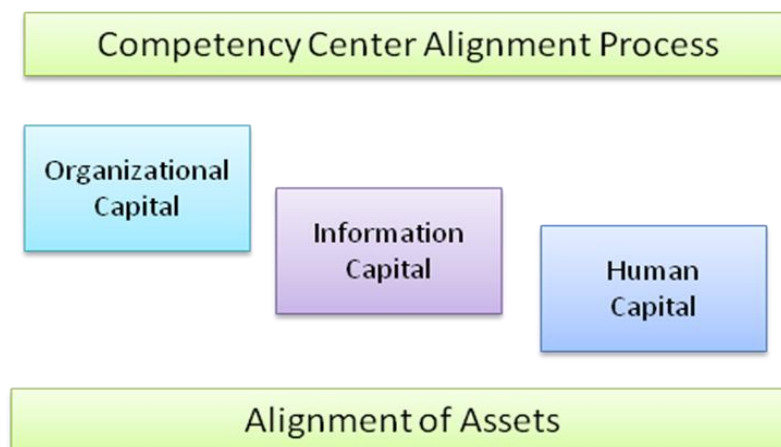 Competency Center Alignment Process
Organizational
Capital
Information
Capital
Human
Capital
Alignment of Assets